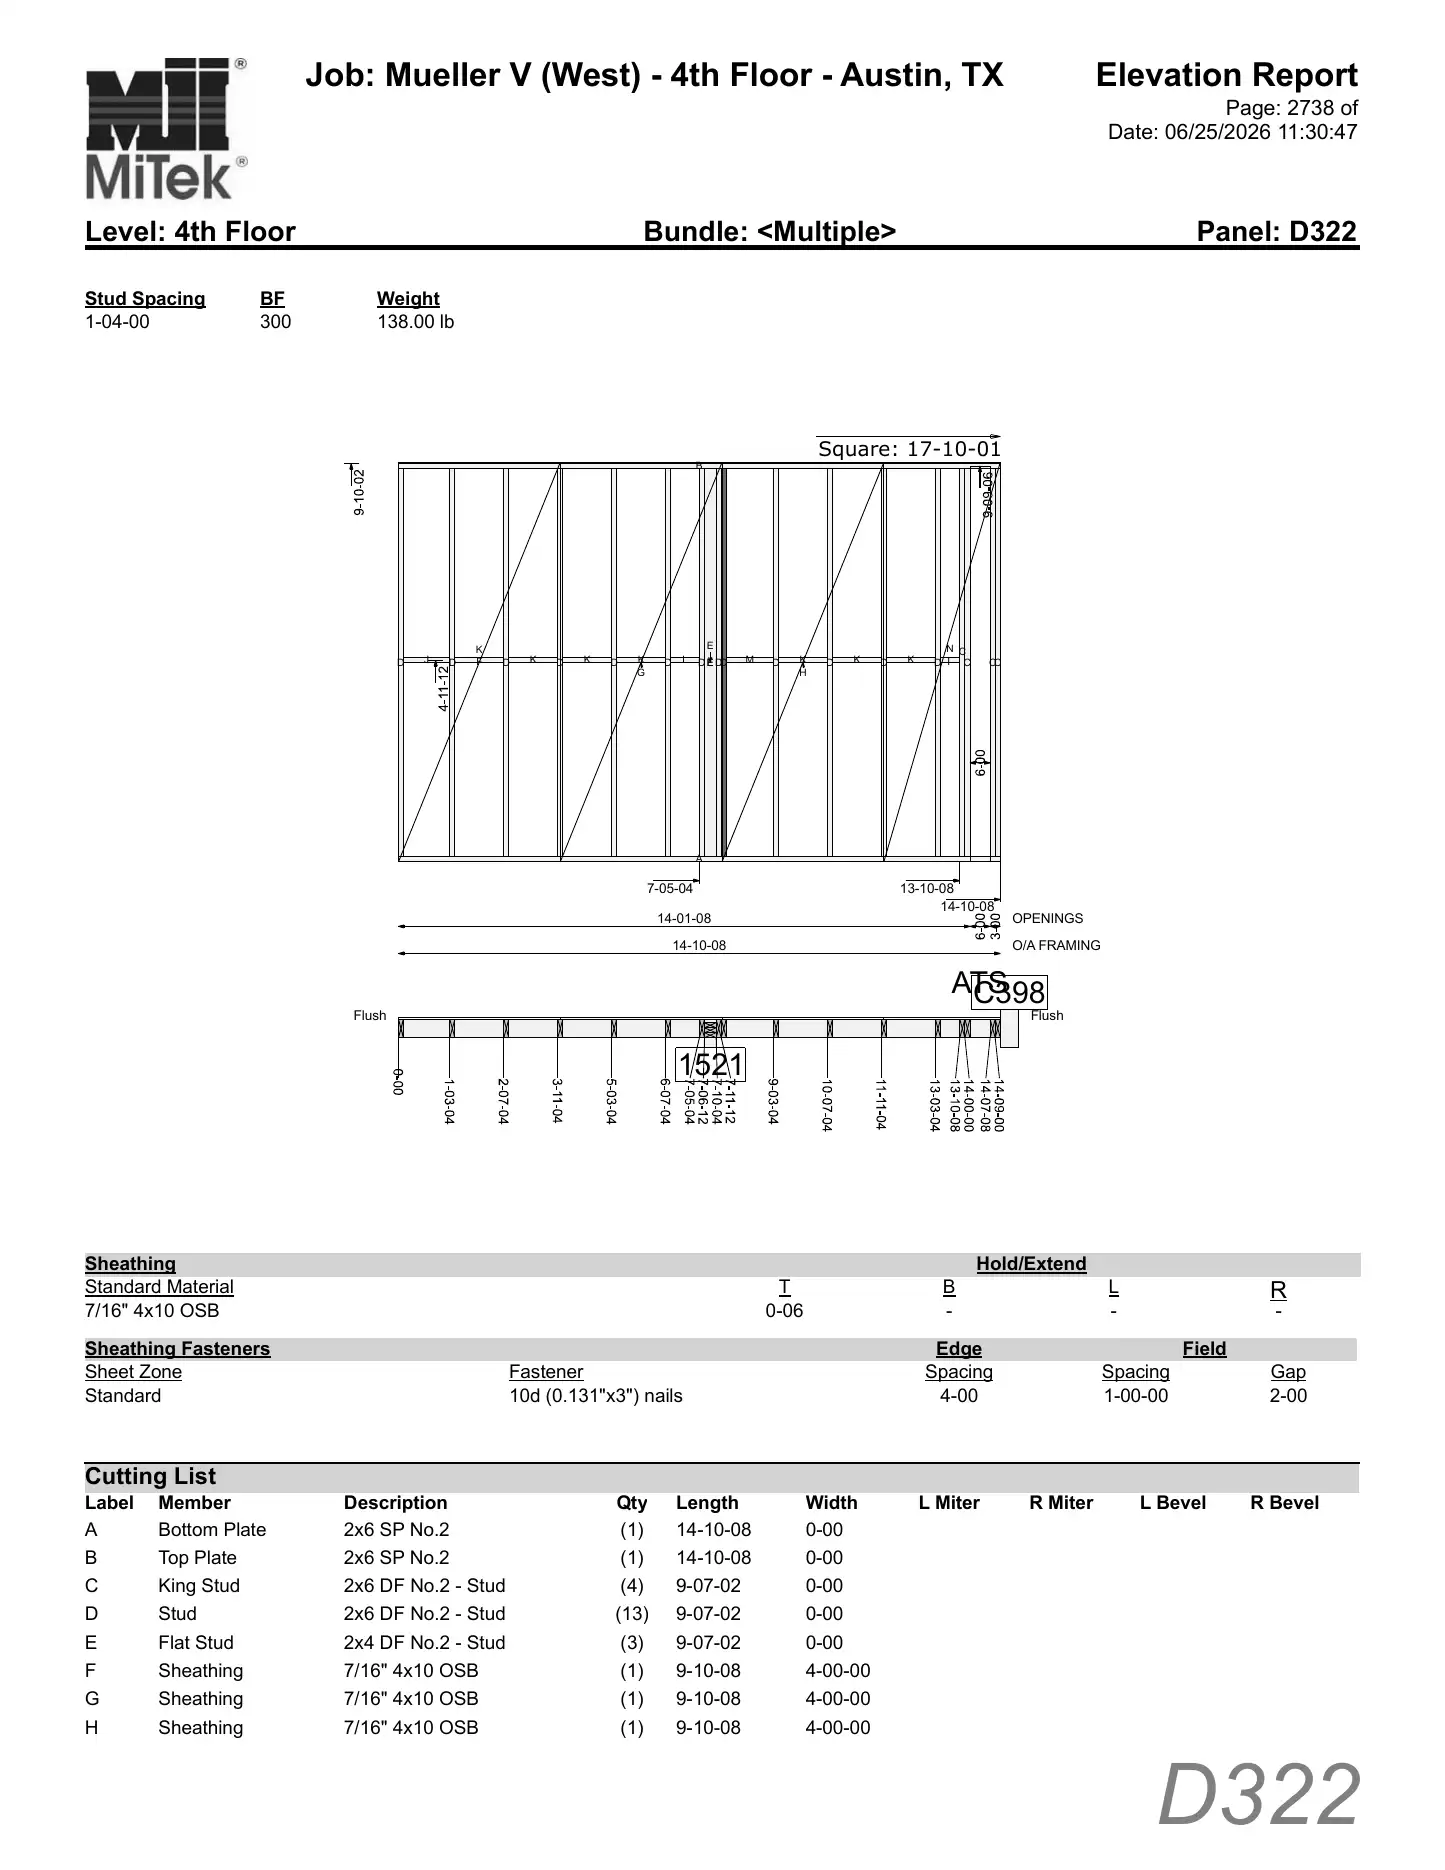 Job: Mueller V (West) - 4th Floor - Austin, TX
Elevation Report
Page: 2738 of
Date: 06/25/2026 11:30:47
MiTek®
Level: 4th Floor Bundle: <Multiple> Panel: D322
Stud Spacing BF Weight
1-04-00 300 138.00 lb
Square: 17-10-01
9-10-02
9-09-06
B
K
E
N
C
J
F
K
K
K
I
E
M
K
K
K
G
H
4-11-12
6-00
A
7-05-04
13-10-08
14-10-08
14-01-08
6-00
3-00
OPENINGS
14-10-08
O/A FRAMING
ATS
C398
Flush
Flush
1521
0-00
1-03-04
2-07-04
3-11-04
5-03-04
6-07-04
7-05-04
7-06-12
7-10-04
7-11-12
9-03-04
10-07-04
11-11-04
13-03-04
13-10-08
14-00-00
14-07-08
14-09-00
Sheathing Hold/Extend
Standard Material T B L R
7/16" 4x10 OSB 0-06 - - -
Sheathing Fasteners Edge Field
Sheet Zone Fastener Spacing Spacing Gap
Standard 10d (0.131"x3") nails 4-00 1-00-00 2-00
Cutting List
Label Member Description Qty Length Width L Miter R Miter L Bevel R Bevel
A Bottom Plate 2x6 SP No.2 (1) 14-10-08 0-00
B Top Plate 2x6 SP No.2 (1) 14-10-08 0-00
C King Stud 2x6 DF No.2 - Stud (4) 9-07-02 0-00
D Stud 2x6 DF No.2 - Stud (13) 9-07-02 0-00
E Flat Stud 2x4 DF No.2 - Stud (3) 9-07-02 0-00
F Sheathing 7/16" 4x10 OSB (1) 9-10-08 4-00-00
G Sheathing 7/16" 4x10 OSB (1) 9-10-08 4-00-00
H Sheathing 7/16" 4x10 OSB (1) 9-10-08 4-00-00
D322